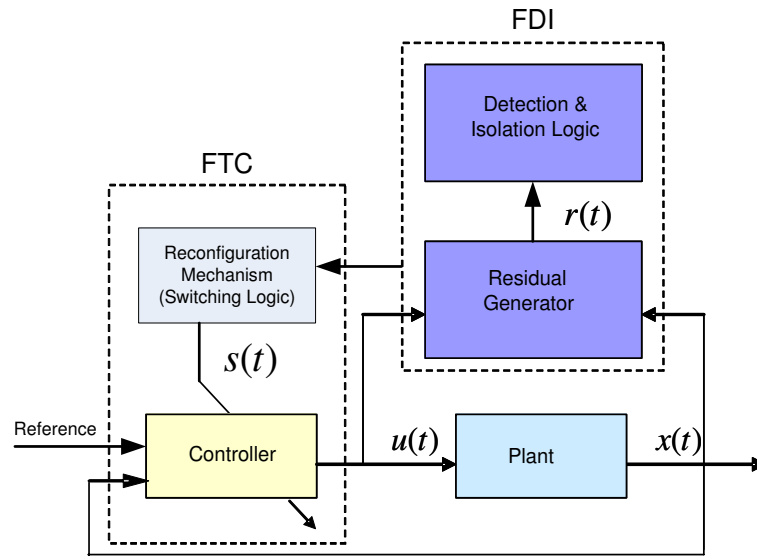 FDI
Detection &
Isolation Logic
r(t)
FTC
Reconfiguration
Mechanism
(Switching Logic)
Residual
Generator
s(t)
Reference
Controller
u(t)
Plant
x(t)